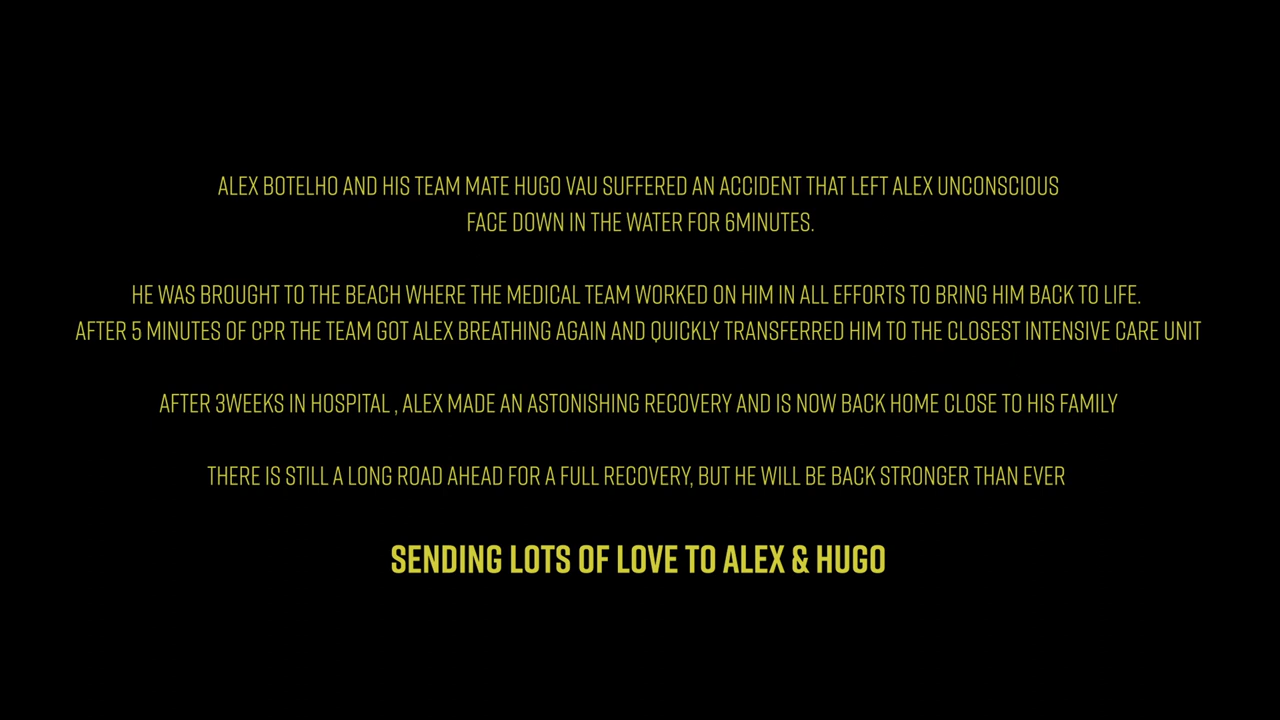 ALEX BOTELHO AND HIS TEAM MATE HUGO VAU SUFFERED AN ACCIDENT THAT LEFT ALEX UNCONSCIOUS
FACE DOWN IN THE WATER FOR 6MINUTES.
HE WAS BROUGHT TO THE BEACH WHERE THE MEDICAL TEAM WORKED ON HIM IN ALL EFFORTS TO BRING HIM BACK TO LIFE.
AFTER 5 MINUTES OF CPR THE TEAM GOT ALEX BREATHING AGAIN AND QUICKLY TRANSFERRED HIM TO THE CLOSEST INTENSIVE CARE UNIT
AFTER 3WEEKS IN HOSPITAL , ALEX MADE AN ASTONISHING RECOVERY AND IS NOW BACK HOME CLOSE TO HIS FAMILY
THERE IS STILL A LONG ROAD AHEAD FOR A FULL RECOVERY, BUT HE WILL BE BACK STRONGER THAN EVER
SENDING LOTS OF LOVE TO ALEX & HUGO